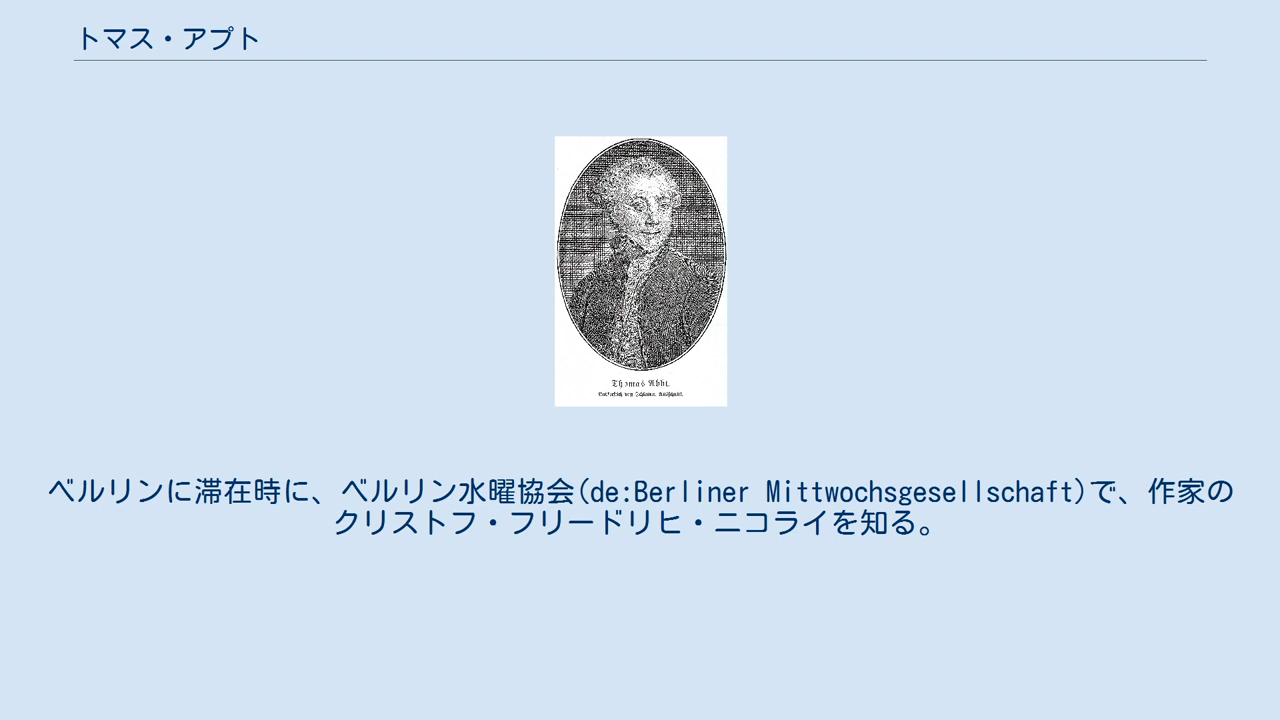 トマス・アプト
Thomas Abbt.
ベルリンに滞在時に、ベルリン水曜協会(de:Berliner Mittwochsgesellschaft)で、作家の
クリストフ・フリードリヒ・ニコライを知る。